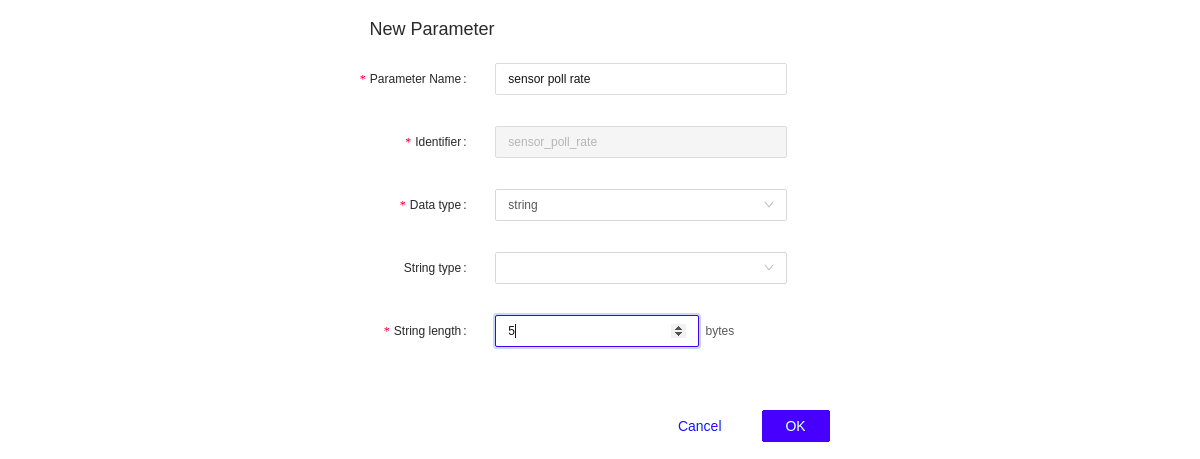 New Parameter
* Parameter Name: sensor poll rate
* Identifier: sensor_poll_rate
* Data type: string
String type:
* String length: 5 bytes
Cancel OK